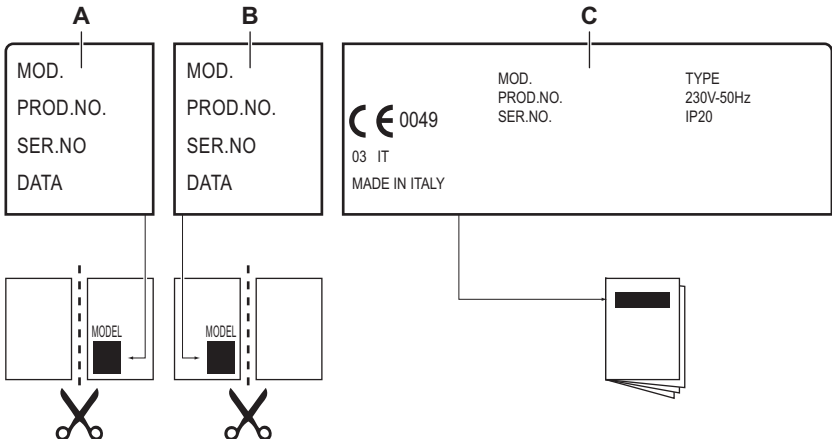 A
B
C
MOD.
PROD.NO.
SER.NO
DATA
MOD.
PROD.NO.
SER.NO
DATA
MOD.
PROD.NO.
SER.NO.
TYPE
230V-50Hz
IP20
CE 0049
03 IT
MADE IN ITALY
MODEL
MODEL